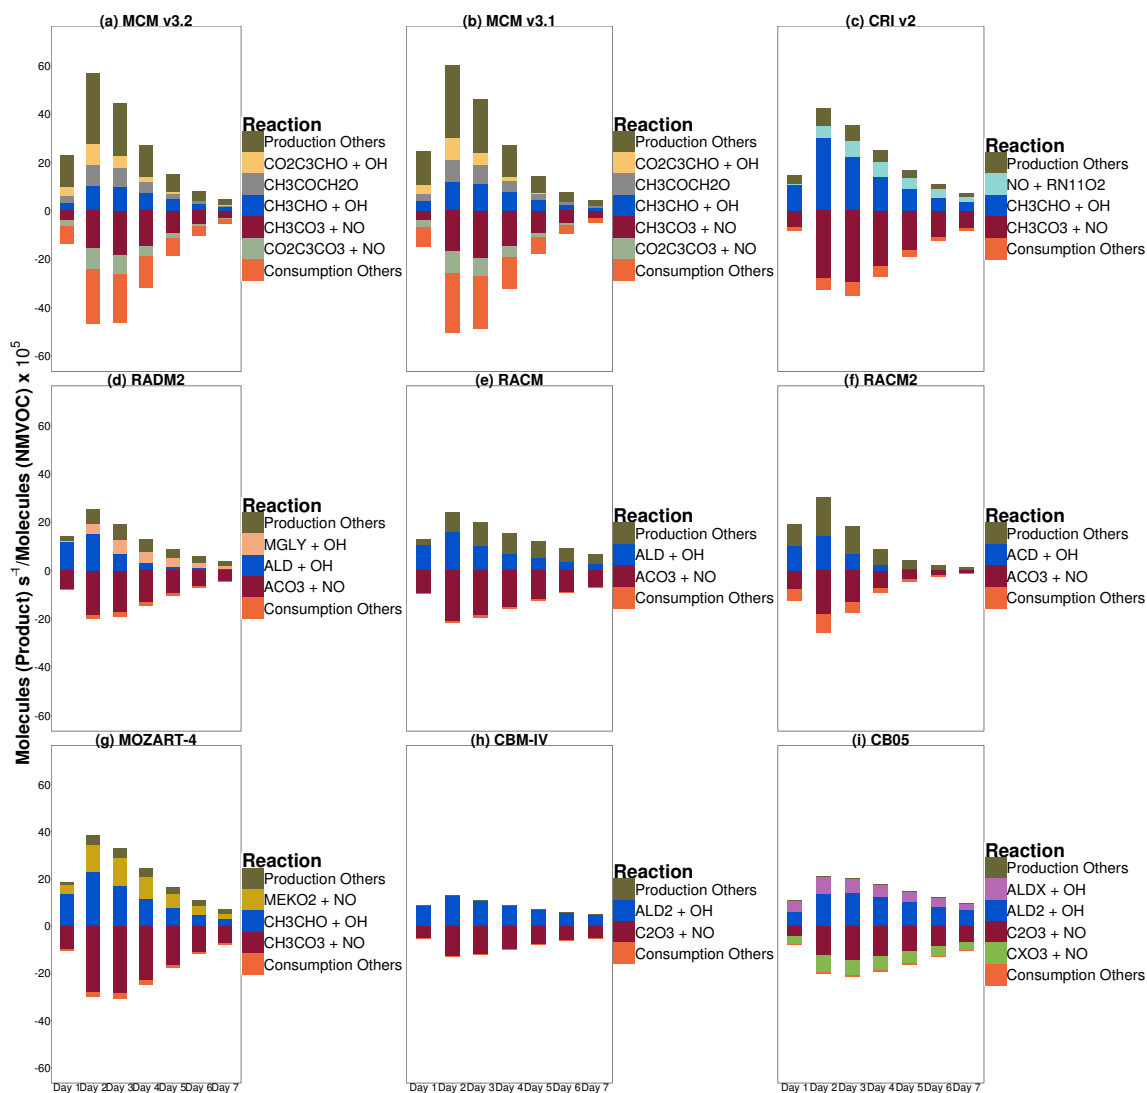 (a) MCM v3.2
(b) MCM v3.1
(c) CRI v2
60
40
20
0
-20
-40
-60
Reaction
Production Others
CO2C3CHO + OH
CH3COCH2O
CH3CHO + OH
CH3CO3 + NO
CO2C3CO3 + NO
Consumption Others
Reaction
Production Others
CO2C3CHO + OH
CH3COCH2O
CH3CHO + OH
CH3CO3 + NO
CO2C3CO3 + NO
Consumption Others
Reaction
Production Others
NO + RN11O2
CH3CHO + OH
CH3CO3 + NO
Consumption Others
Molecules (Product) s⁻¹/Molecules (NMVOC) x 10⁵
(d) RADM2
(e) RACM
(f) RACM2
60
40
20
0
-20
-40
-60
Reaction
Production Others
MGLY + OH
ALD + OH
ACO3 + NO
Consumption Others
Reaction
Production Others
ALD + OH
ACO3 + NO
Consumption Others
Reaction
Production Others
ACD + OH
ACO3 + NO
Consumption Others
(g) MOZART-4
(h) CBM-IV
(i) CB05
60
40
20
0
-20
-40
-60
Reaction
Production Others
MEKO2 + NO
CH3CHO + OH
CH3CO3 + NO
Consumption Others
Reaction
Production Others
ALD2 + OH
C2O3 + NO
Consumption Others
Reaction
Production Others
ALDX + OH
ALD2 + OH
C2O3 + NO
CXO3 + NO
Consumption Others
Day 1 Day 2 Day 3 Day 4 Day 5 Day 6 Day 7
Day 1 Day 2 Day 3 Day 4 Day 5 Day 6 Day 7
Day 1 Day 2 Day 3 Day 4 Day 5 Day 6 Day 7